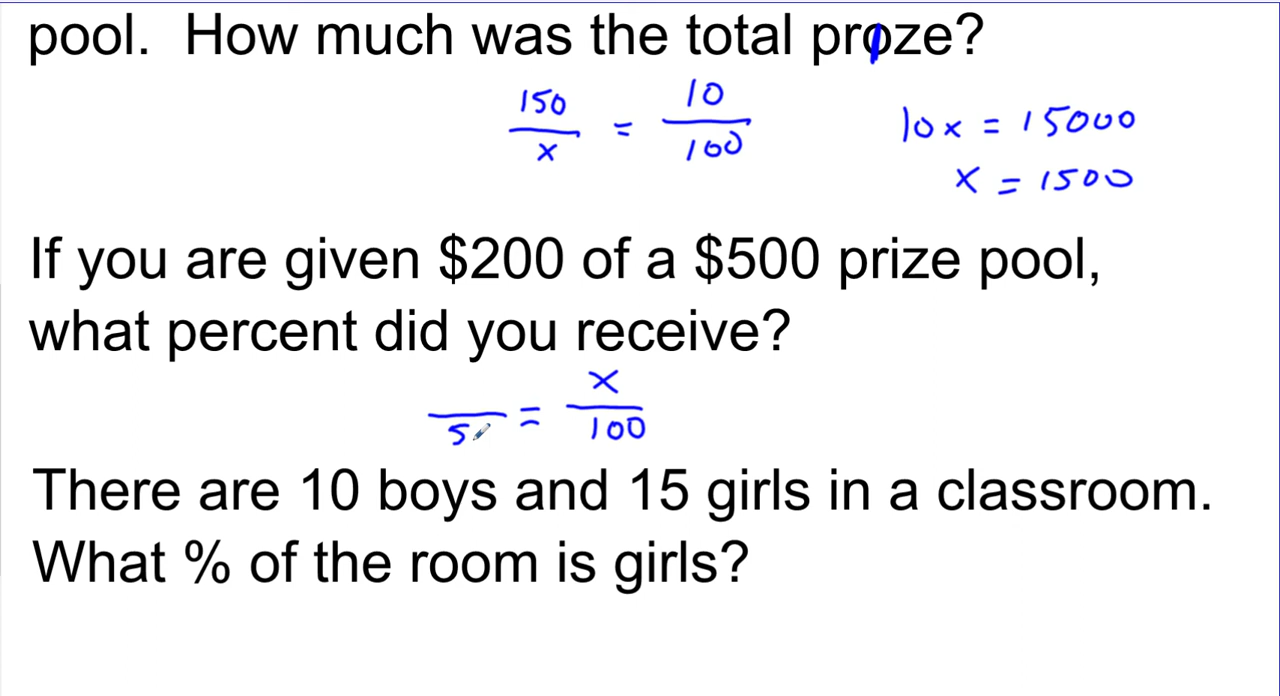 pool. How much was the total prize?
150/x = 10/100 10x = 15000
x = 1500
If you are given $200 of a $500 prize pool,
what percent did you receive?
/5 = x/100
There are 10 boys and 15 girls in a classroom.
What % of the room is girls?